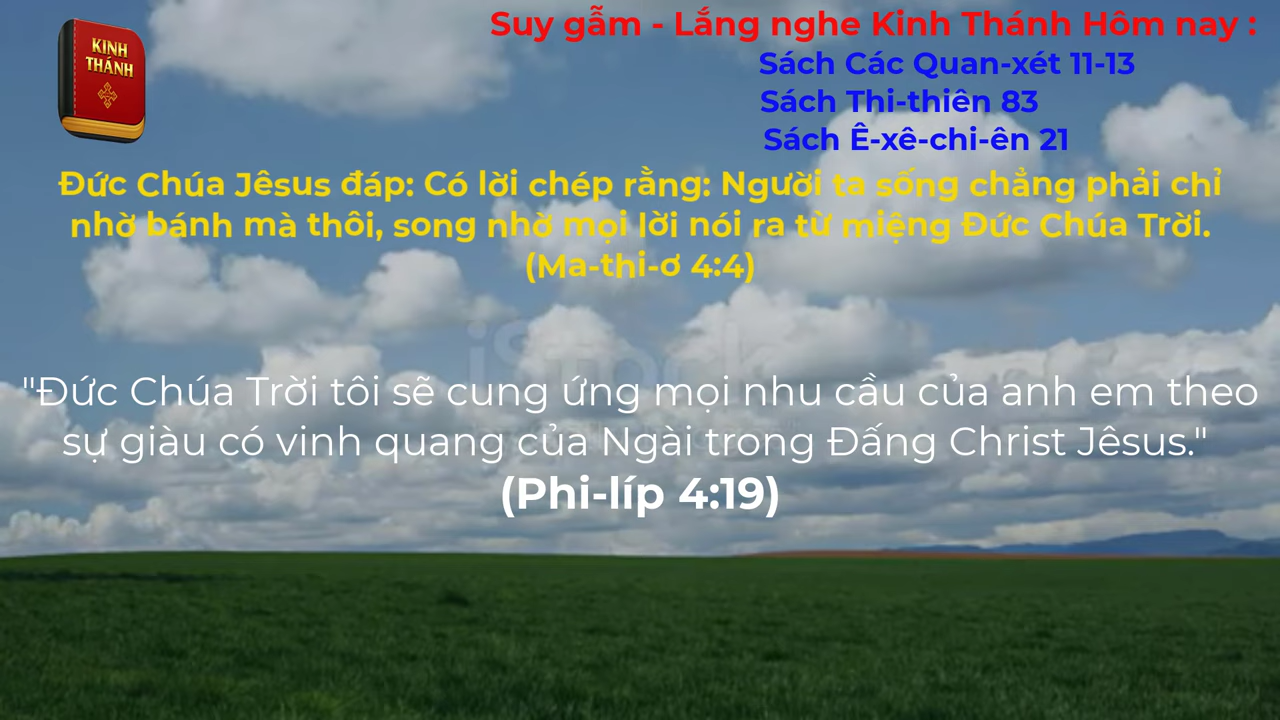 KINH
THÁNH
Suy gẫm - Lắng nghe Kinh Thánh Hôm nay :
Sách Các Quan-xét 11-13
Sách Thi-thiên 83
Sách Ê-xê-chi-ên 21
Đức Chúa Jêsus đáp: Có lời chép rằng: Người ta sống chẳng phải chỉ
nhờ bánh mà thôi, song nhờ mọi lời nói ra từ miệng Đức Chúa Trời.
(Ma-thi-ơ 4:4)
iStock
"Đức Chúa Trời tôi sẽ cung ứng mọi nhu cầu của anh em theo
sự giàu có vinh quang của Ngài trong Đấng Christ Jêsus."
(Phi-líp 4:19)